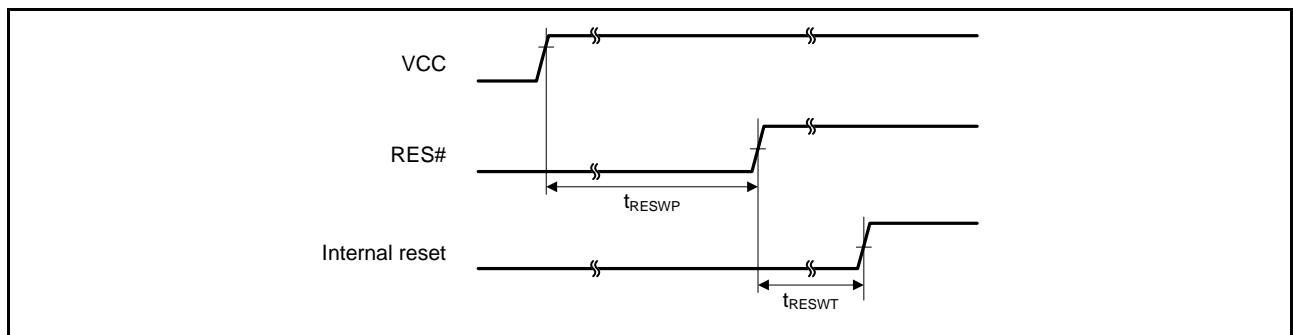 VCC
RES#
tRESWP
Internal reset
tRESWT